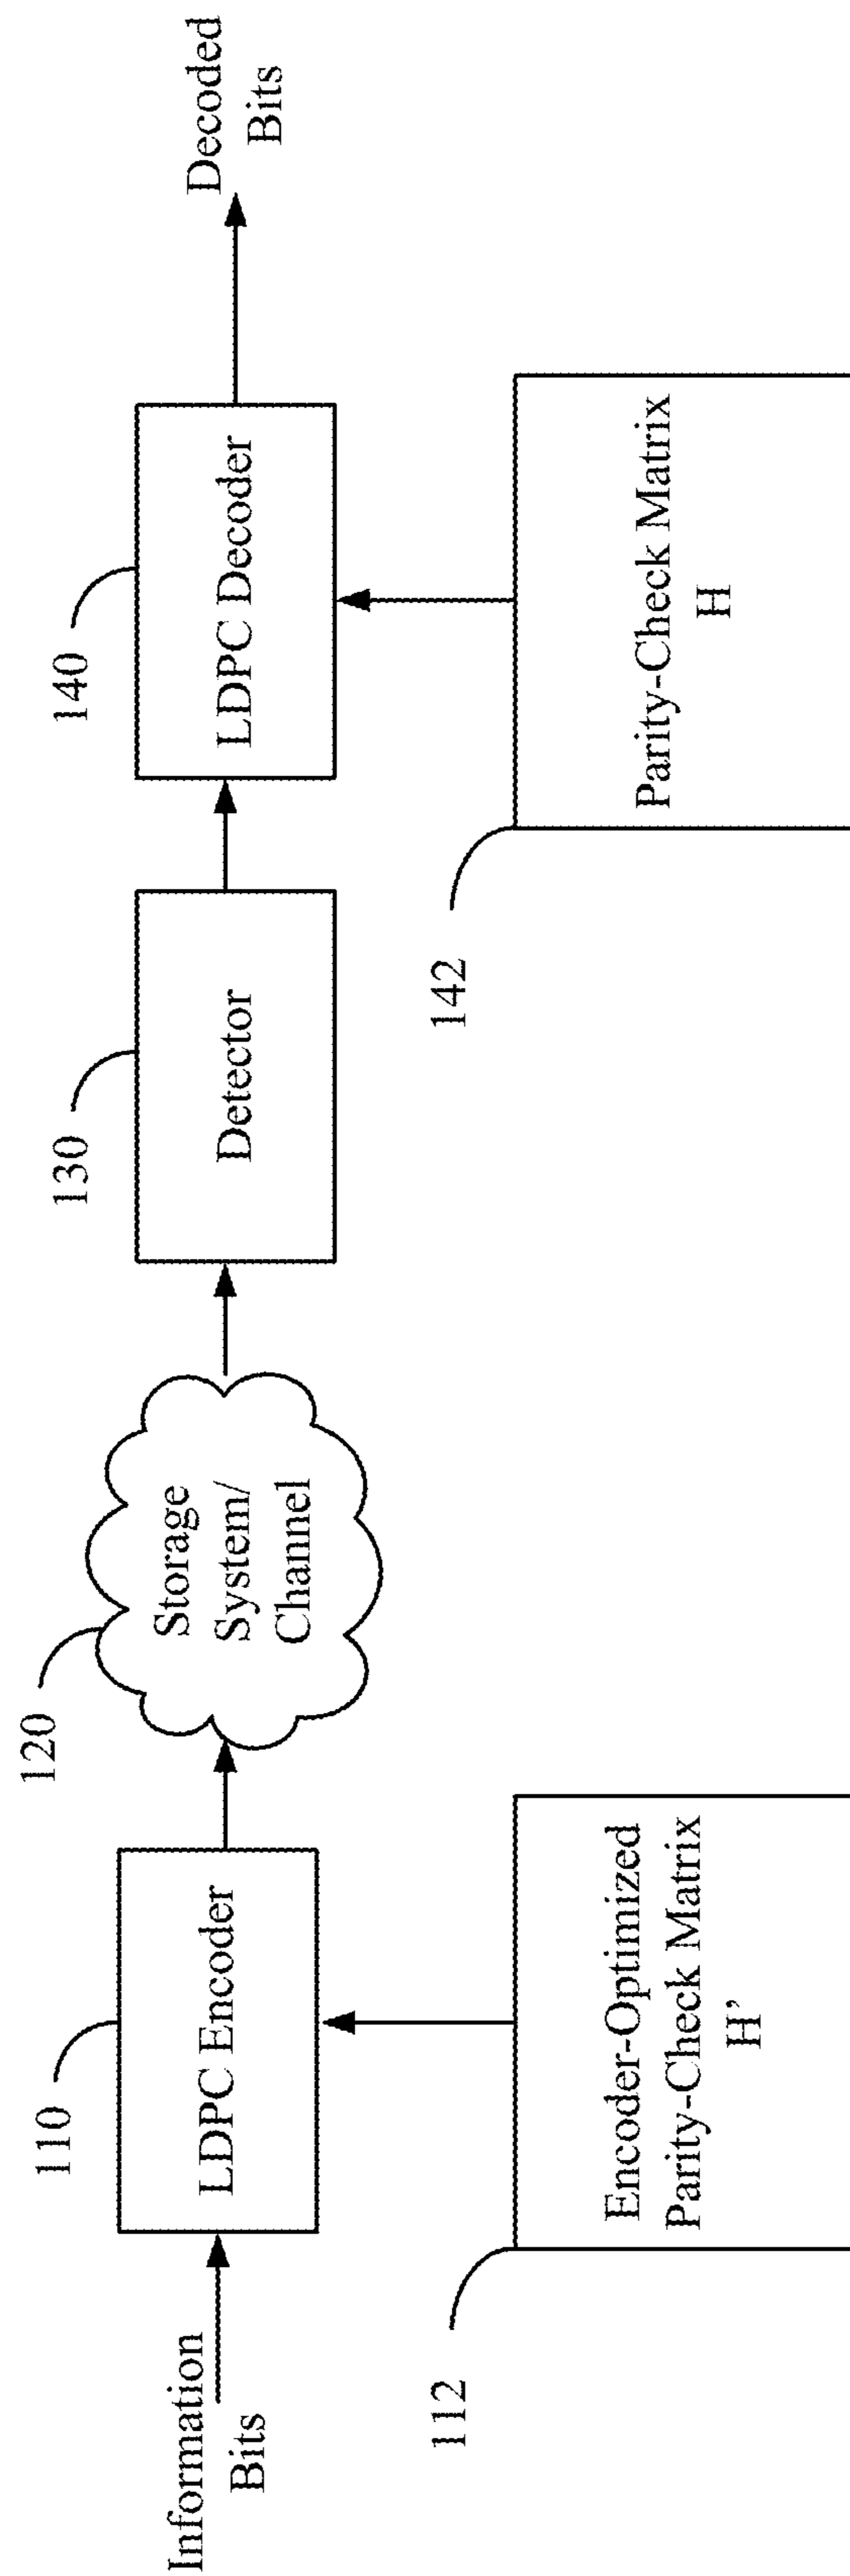 Information
Bits
110
LDPC Encoder
112
Encoder-Optimized
Parity-Check Matrix
H’
120
Storage
System/
Channel
130
Detector
140
LDPC Decoder
142
Parity-Check Matrix
H
Decoded
Bits